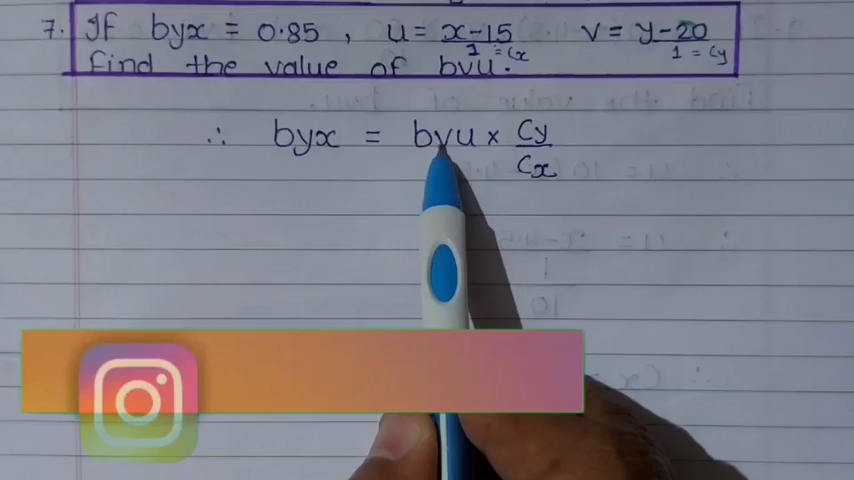 7. If byx = 0.85 , u = x-15/1 = Cx v = y-20/1 = Cy
find the value of bvu.
∴ byx = bvu × Cy/Cx